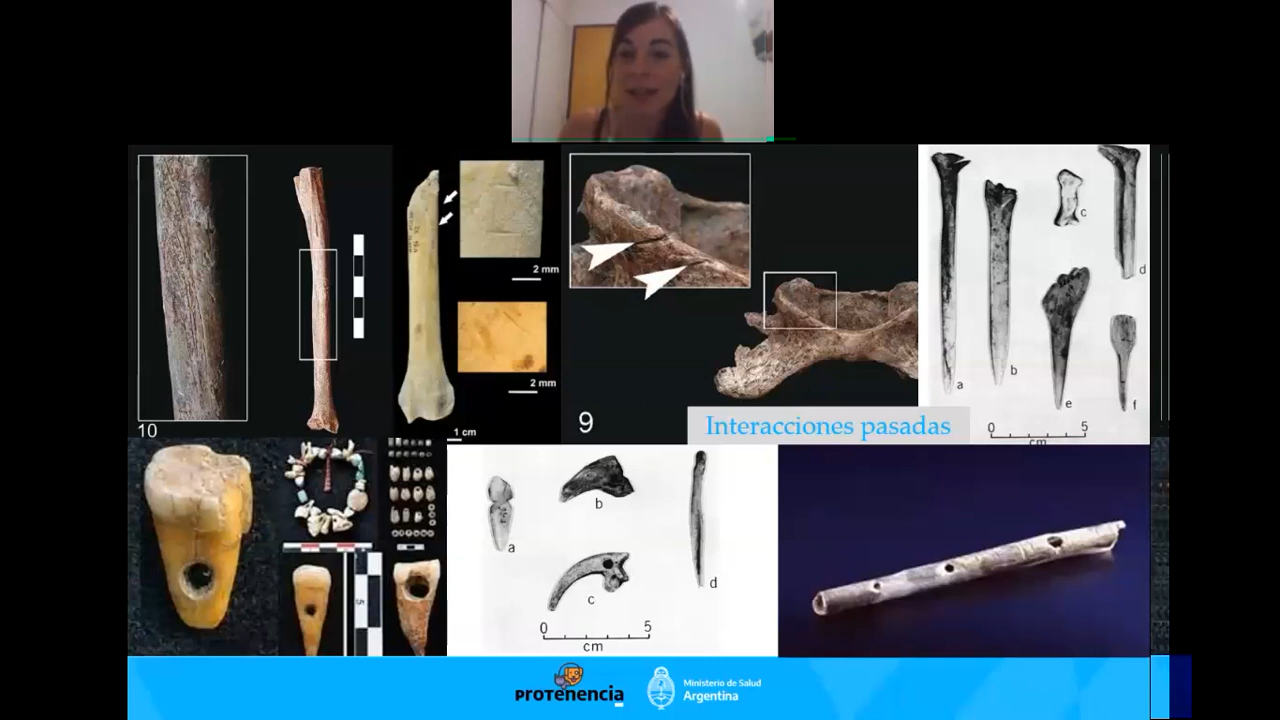 2 mm
2 mm
1 cm
10
9
a
b
c
d
e
f
0 5
cm
Interacciones pasadas
a
b
c
d
0 5
cm
PROTENENCIA
Ministerio de Salud
Argentina